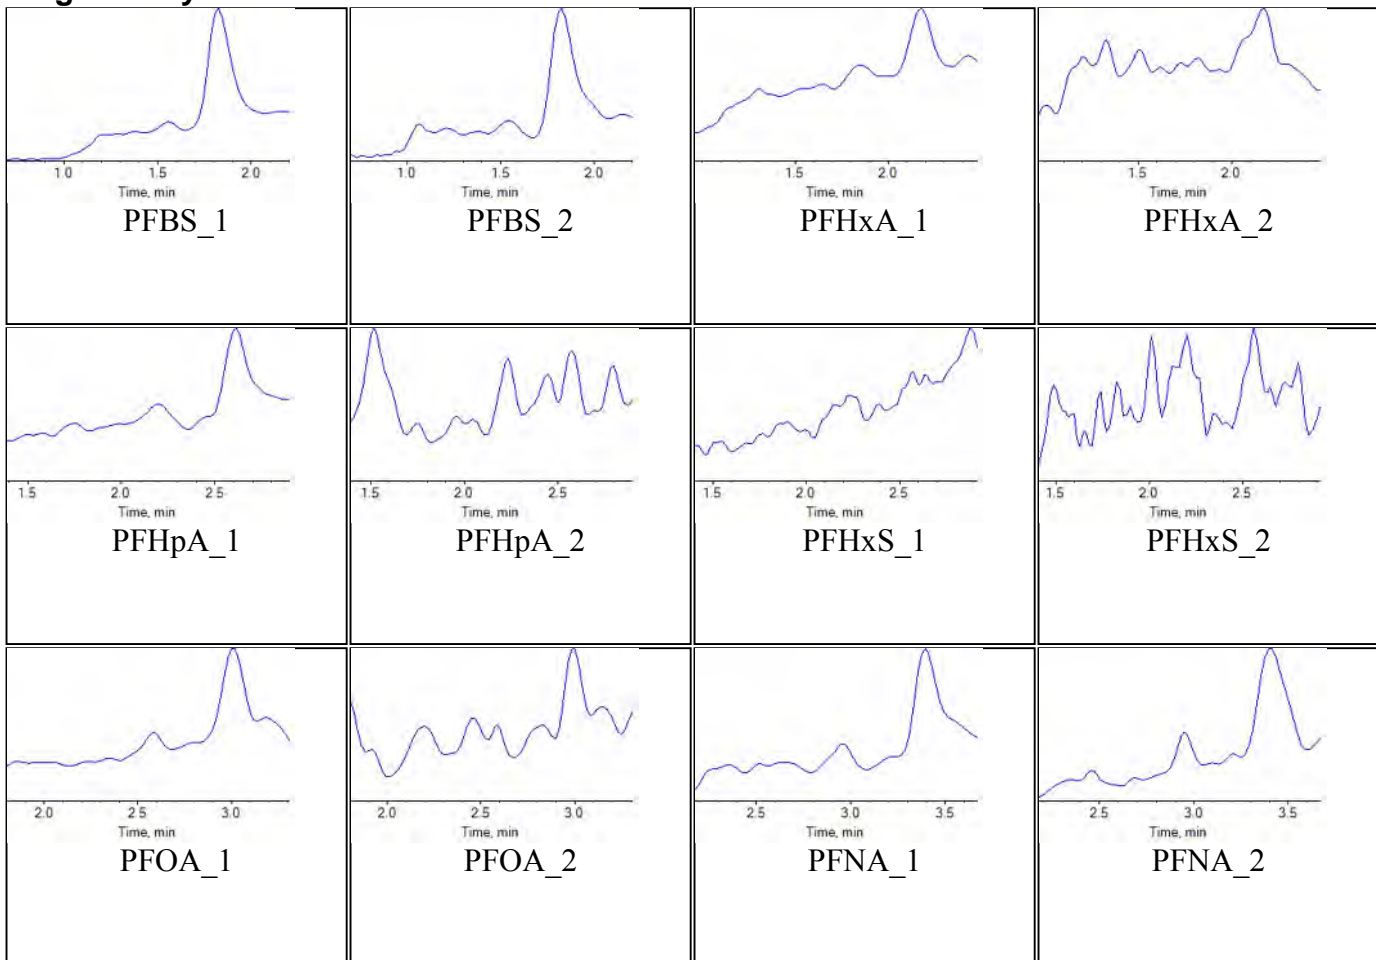 1.0 1.5 2.0 1.0 1.5 2.0 1.5 2.0 1.5 2.0
Time, min Time, min Time, min Time, min
PFBS_1 PFBS_2 PFHxA_1 PFHxA_2
1.5 2.0 2.5 1.5 2.0 2.5 1.5 2.0 2.5 1.5 2.0 2.5
Time, min Time, min Time, min Time, min
PFHpA_1 PFHpA_2 PFHxS_1 PFHxS_2
2.0 2.5 3.0 2.0 2.5 3.0 2.5 3.0 3.5 2.5 3.0 3.5
Time, min Time, min Time, min Time, min
PFOA_1 PFOA_2 PFNA_1 PFNA_2